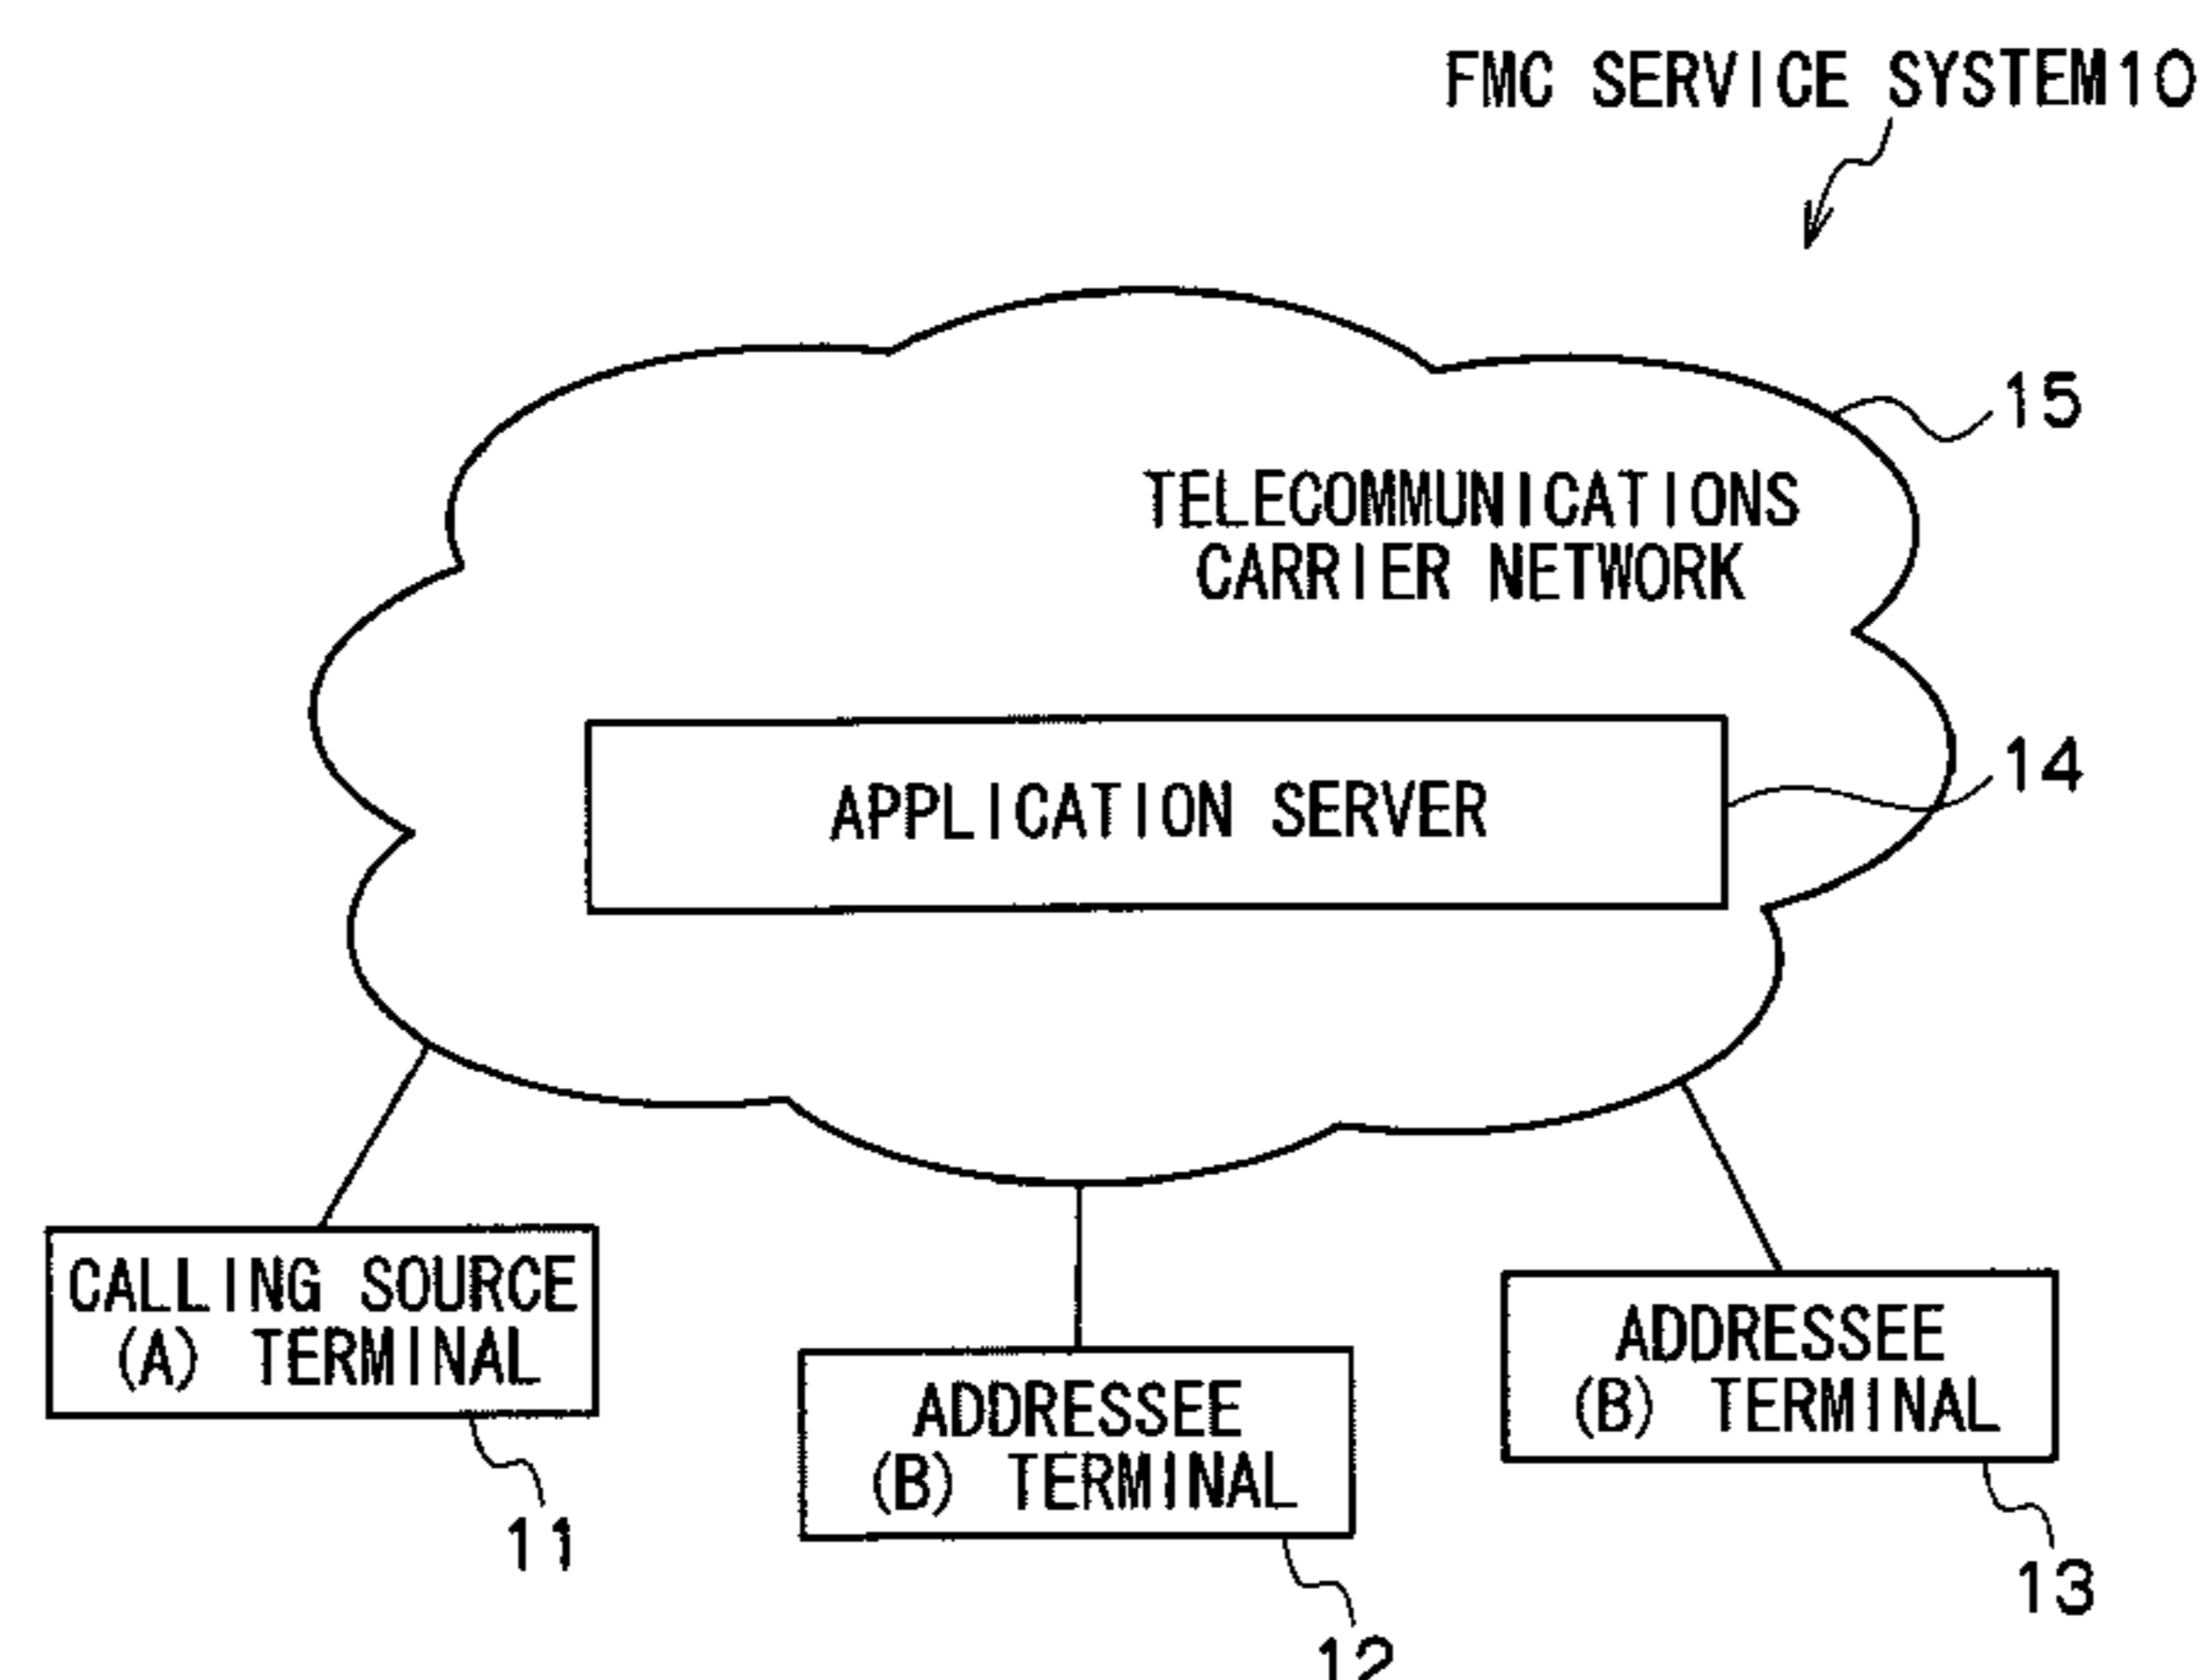 FMC SERVICE SYSTEM10
15
TELECOMMUNICATIONS
CARRIER NETWORK
14
APPLICATION SERVER
CALLING SOURCE
(A) TERMINAL
11
ADDRESSEE
(B) TERMINAL
12
ADDRESSEE
(B) TERMINAL
13